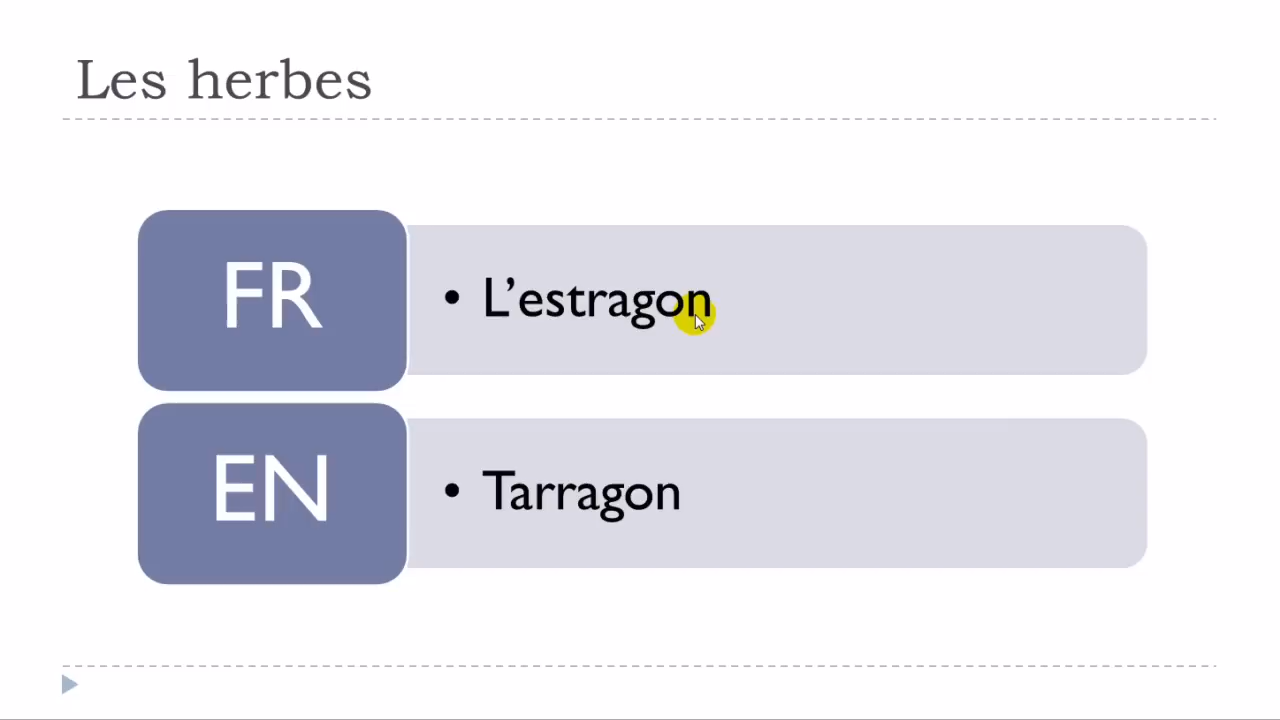 Les herbes
FR
• L’estragon
EN
• Tarragon